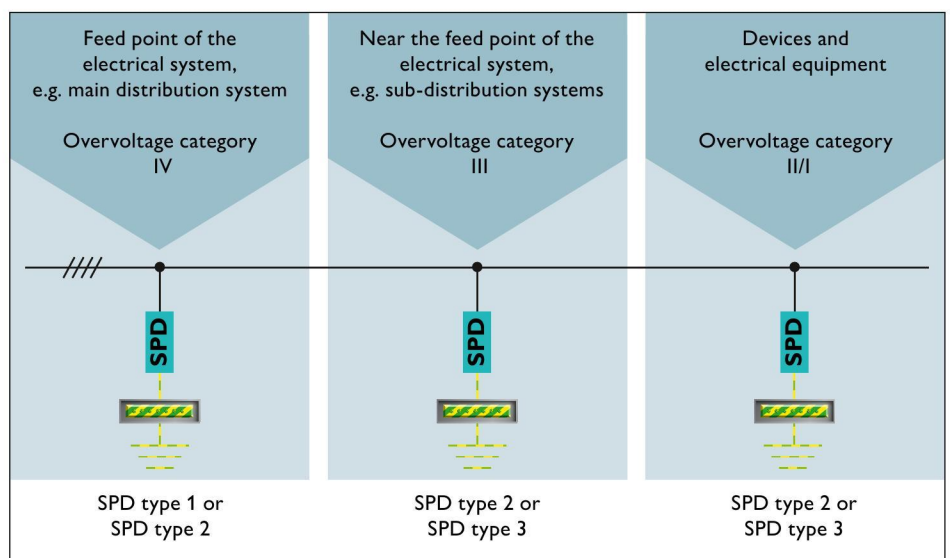 Feed point of the
electrical system,
e.g. main distribution system
Overvoltage category
IV
Near the feed point of the
electrical system,
e.g. sub-distribution systems
Overvoltage category
III
Devices and
electrical equipment
Overvoltage category
II/I
SPD
SPD
SPD
SPD type 1 or
SPD type 2
SPD type 2 or
SPD type 3
SPD type 2 or
SPD type 3